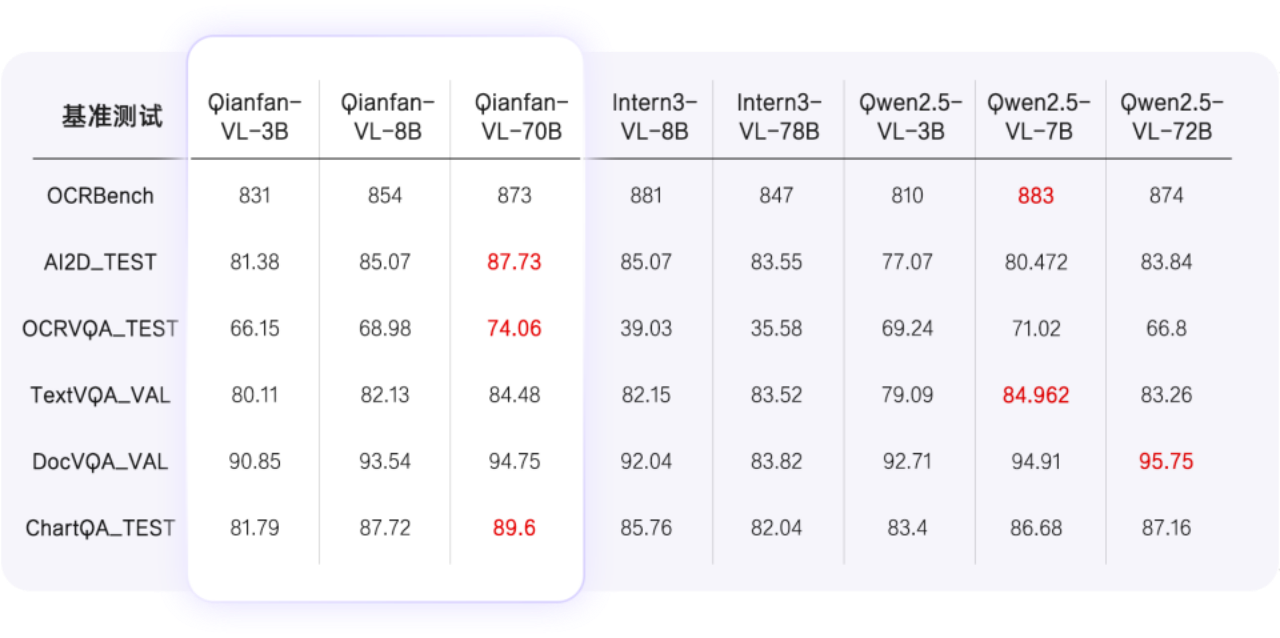 基准测试 Qianfan-VL-3B Qianfan-VL-8B Qianfan-VL-70B Intern3-VL-8B Intern3-VL-78B Qwen2.5-VL-3B Qwen2.5-VL-7B Qwen2.5-VL-72B
OCRBench 831 854 873 881 847 810 883 874
AI2D_TEST 81.38 85.07 87.73 85.07 83.55 77.07 80.472 83.84
OCRVQA_TEST 66.15 68.98 74.06 39.03 35.58 69.24 71.02 66.8
TextVQA_VAL 80.11 82.13 84.48 82.15 83.52 79.09 84.962 83.26
DocVQA_VAL 90.85 93.54 94.75 92.04 83.82 92.71 94.91 95.75
ChartQA_TEST 81.79 87.72 89.6 85.76 82.04 83.4 86.68 87.16